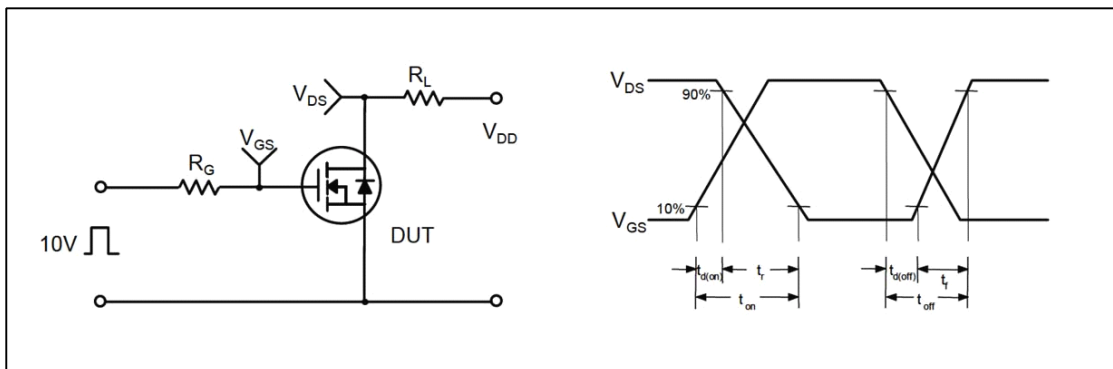 R_L
V_DS
V_DD
V_GS
R_G
10V
DUT
V_DS
90%
10%
V_GS
t_d(on)
t_r
t_d(off)
t_f
t_on
t_off